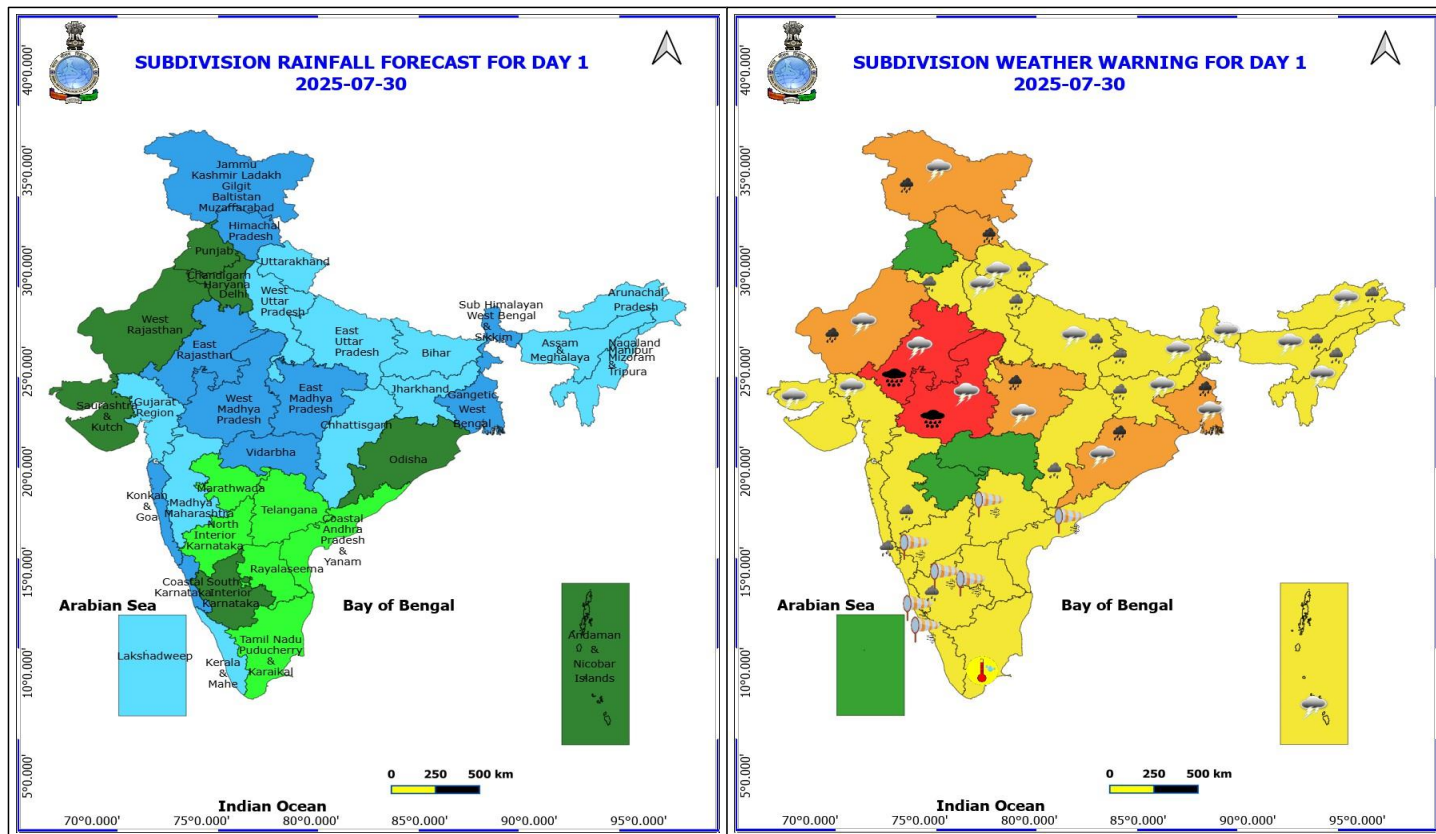 SUBDIVISION RAINFALL FORECAST FOR DAY 1
2025-07-30
40°0.000'
35°0.000'
30°0.000'
25°0.000'
20°0.000'
15°0.000'
10°0.000'
5°0.000'
Jammu
Kashmir Ladakh
Gilgit
Baltistan
Muzaffarabad
Himachal
Pradesh
Punjab
Uttarakhand
Chandigarh
Haryana
Delhi
West
Uttar
Pradesh
West
Rajasthan
East
Rajasthan
East
Uttar
Pradesh
Bihar
Sub Himalayan
West Bengal
&
Sikkim
Arunachal
Pradesh
Assam
&
Meghalaya
Nagaland
Manipur
Mizoram
&
Tripura
Jharkhand
Gangetic
West
Bengal
Saurashtra
&
Kutch
Gujarat
Region
West
Madhya
Pradesh
East
Madhya
Pradesh
Chhattisgarh
Vidarbha
Odisha
Konkan
&
Goa
Madhya
Maharashtra
Marathwada
Telangana
North
Interior
Karnataka
Coastal
Andhra
Pradesh
&
Yanam
Rayalaseema
Coastal
Karnataka
South
Interior
Karnataka
Arabian Sea
Bay of Bengal
Lakshadweep
Kerala
&
Mahe
Tamil Nadu
Puducherry
&
Karaikal
Andaman
&
Nicobar
Islands
0 250 500 km
Indian Ocean
70°0.000' 75°0.000' 80°0.000' 85°0.000' 90°0.000' 95°0.000'
SUBDIVISION WEATHER WARNING FOR DAY 1
2025-07-30
40°0.000'
35°0.000'
30°0.000'
25°0.000'
20°0.000'
15°0.000'
10°0.000'
5°0.000'
Arabian Sea
Bay of Bengal
0 250 500 km
Indian Ocean
70°0.000' 75°0.000' 80°0.000' 85°0.000' 90°0.000' 95°0.000'